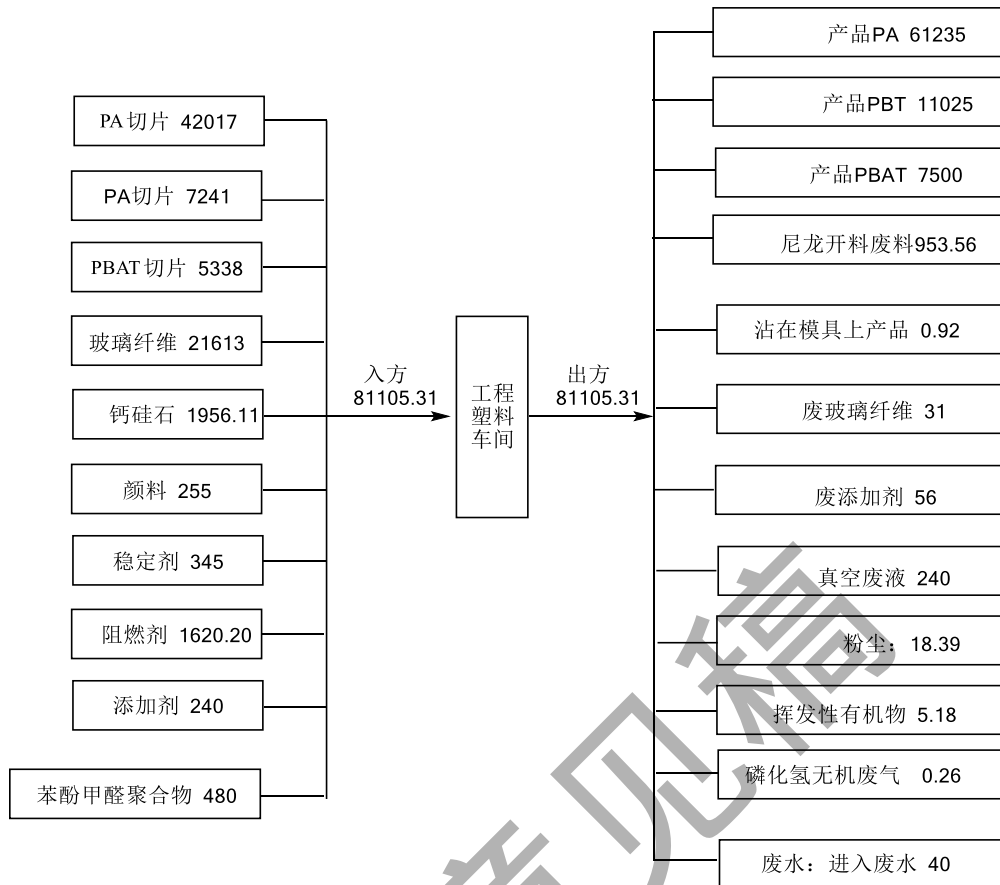 PA切片 42017
PA切片 7241
PBAT切片 5338
玻璃纤维 21613
钙硅石 1956.11
颜料 255
稳定剂 345
阻燃剂 1620.20
添加剂 240
苯酚甲醛聚合物 480
入方
81105.31
工程
塑料
车间
出方
81105.31
产品PA 61235
产品PBT 11025
产品PBAT 7500
尼龙开料废料953.56
沾在模具上产品 0.92
废玻璃纤维 31
废添加剂 56
真空废液 240
粉尘：18.39
挥发性有机物 5.18
磷化氢无机废气 0.26
废水：进入废水 40
意见稿